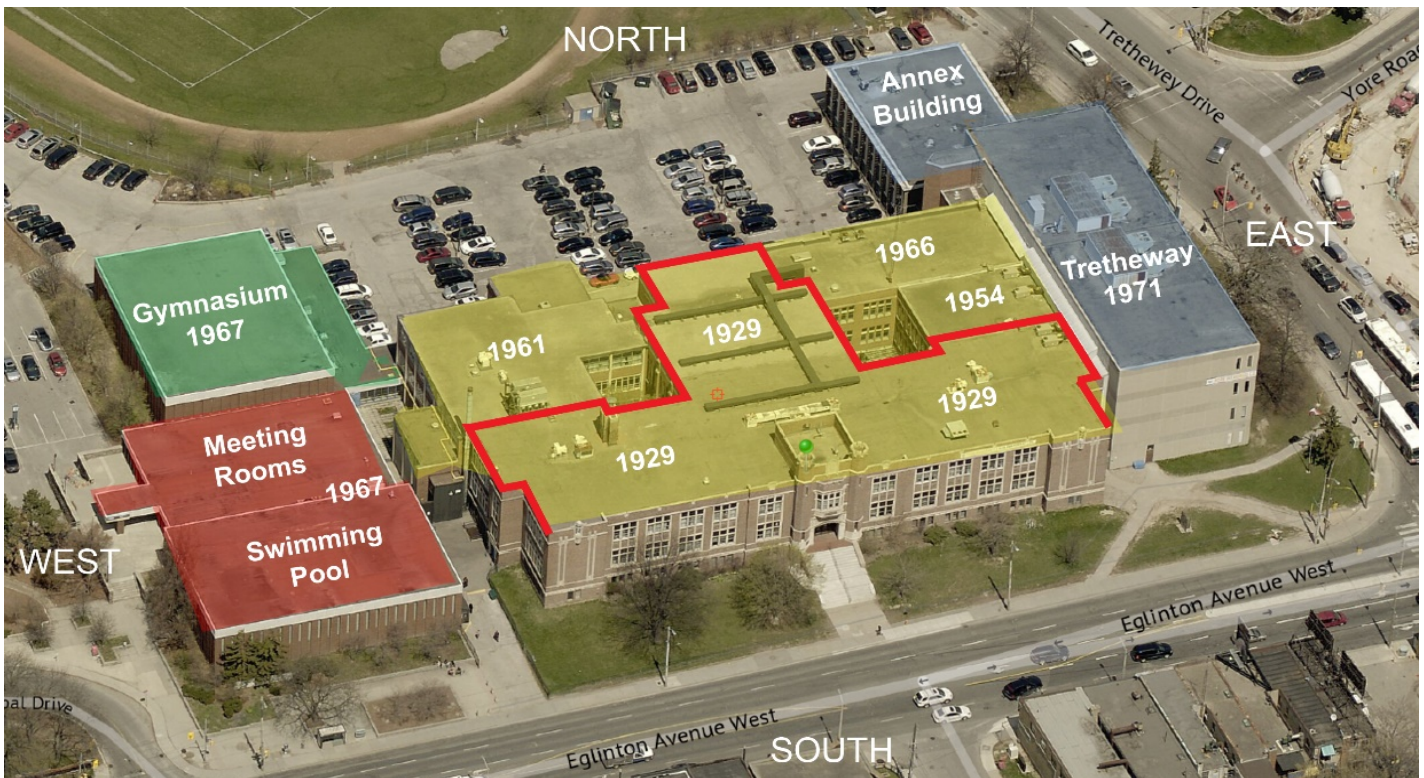 NORTH
Trethewey Drive
Yore Road
Annex
Building
EAST
1966
Tretheway
1971
1954
Gymnasium
1967
1929
1961
1929
1929
Meeting
Rooms
1967
Swimming
Pool
WEST
Eglinton Avenue West
Eglinton Avenue West
SOUTH
Drive